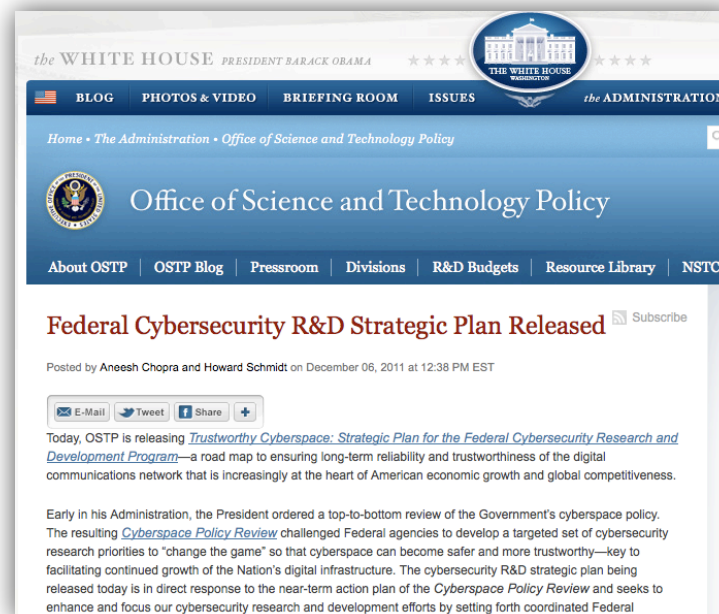 the WHITE HOUSE PRESIDENT BARACK OBAMA
THE WHITE HOUSE
WASHINGTON
BLOG PHOTOS & VIDEO BRIEFING ROOM ISSUES the ADMINISTRATION
Home • The Administration • Office of Science and Technology Policy
Office of Science and Technology Policy
About OSTP | OSTP Blog | Pressroom | Divisions | R&D Budgets | Resource Library | NSTC
Federal Cybersecurity R&D Strategic Plan Released Subscribe
Posted by Aneesh Chopra and Howard Schmidt on December 06, 2011 at 12:38 PM EST
E-Mail Tweet Share +
Today, OSTP is releasing Trustworthy Cyberspace: Strategic Plan for the Federal Cybersecurity Research and
Development Program—a road map to ensuring long-term reliability and trustworthiness of the digital
communications network that is increasingly at the heart of American economic growth and global competitiveness.
Early in his Administration, the President ordered a top-to-bottom review of the Government's cyberspace policy.
The resulting Cyberspace Policy Review challenged Federal agencies to develop a targeted set of cybersecurity
research priorities to “change the game” so that cyberspace can become safer and more trustworthy—key to
facilitating continued growth of the Nation's digital infrastructure. The cybersecurity R&D strategic plan being
released today is in direct response to the near-term action plan of the Cyberspace Policy Review and seeks to
enhance and focus our cybersecurity research and development efforts by setting forth coordinated Federal